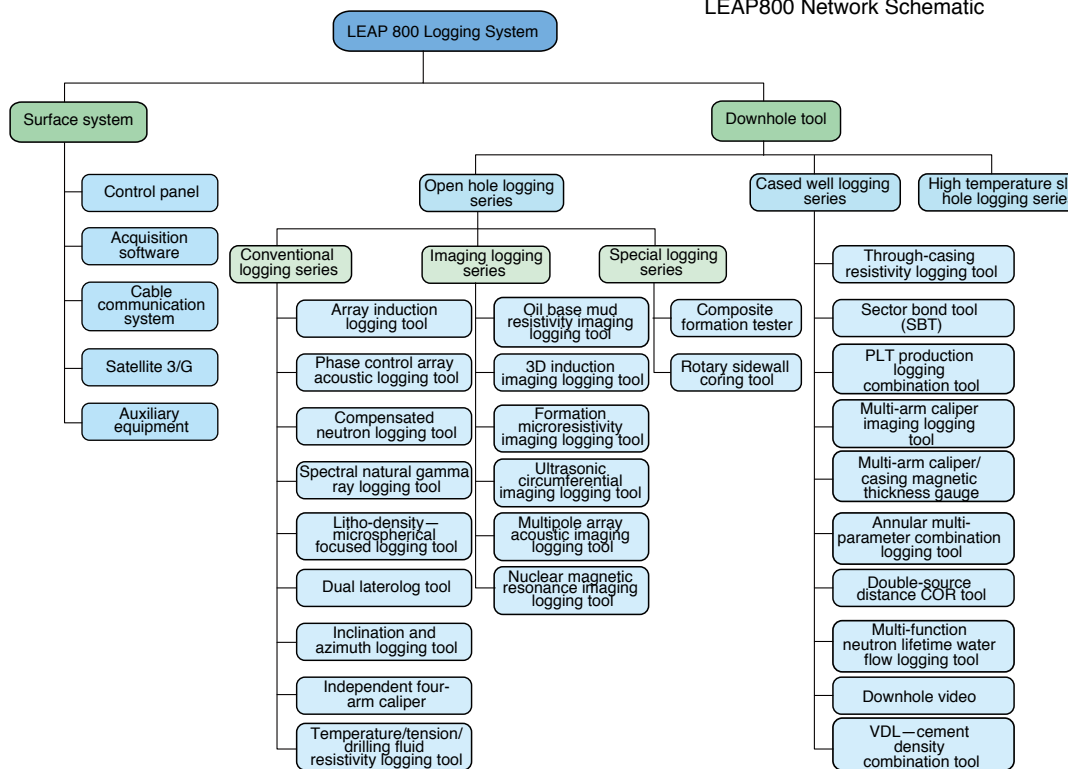 LEAP800 Network Schematic
LEAP 800 Logging System
Surface system
Downhole tool
Control panel
Acquisition
software
Cable
communication
system
Satellite 3/G
Auxiliary
equipment
Open hole logging
series
Cased well logging
series
High temperature
hole logging
Conventional
logging series
Imaging logging
series
Special logging
series
Array induction
logging tool
Phase control array
acoustic logging tool
Compensated
neutron logging tool
Spectral natural gamma
ray logging tool
Litho-density—
microspherical
focused logging tool
Dual laterolog tool
Inclination and
azimuth logging tool
Independent four-
arm caliper
Temperature/tension/
drilling fluid
resistivity logging tool
Oil base mud
resistivity imaging
logging tool
3D induction
imaging logging tool
Formation
microresistivity
imaging logging tool
Ultrasonic
circumferential
imaging logging tool
Multipole array
acoustic imaging
logging tool
Nuclear magnetic
resonance imaging
logging tool
Composite
formation tester
Rotary sidewall
coring tool
Through-casing
resistivity logging tool
Sector bond tool
(SBT)
PLT production
logging
combination tool
Multi-arm caliper
imaging logging
tool
Multi-arm caliper/
casing magnetic
thickness gauge
Annular multi-
parameter combination
logging tool
Double-source
distance COR tool
Multi-function
neutron lifetime water
flow logging tool
Downhole video
VDL—cement
density
combination tool